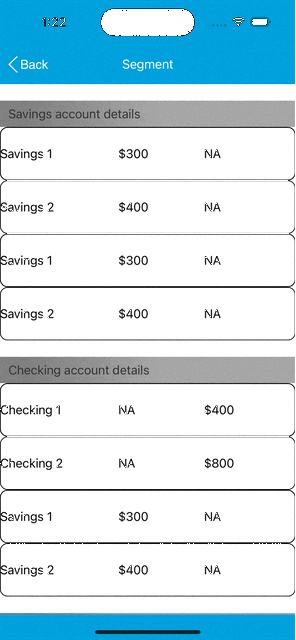 1:22
Back Segment
Savings account details
Savings 1 $300 NA
Savings 2 $400 NA
Savings 1 $300 NA
Savings 2 $400 NA
Checking account details
Checking 1 NA $400
Checking 2 NA $800
Savings 1 $300 NA
Savings 2 $400 NA